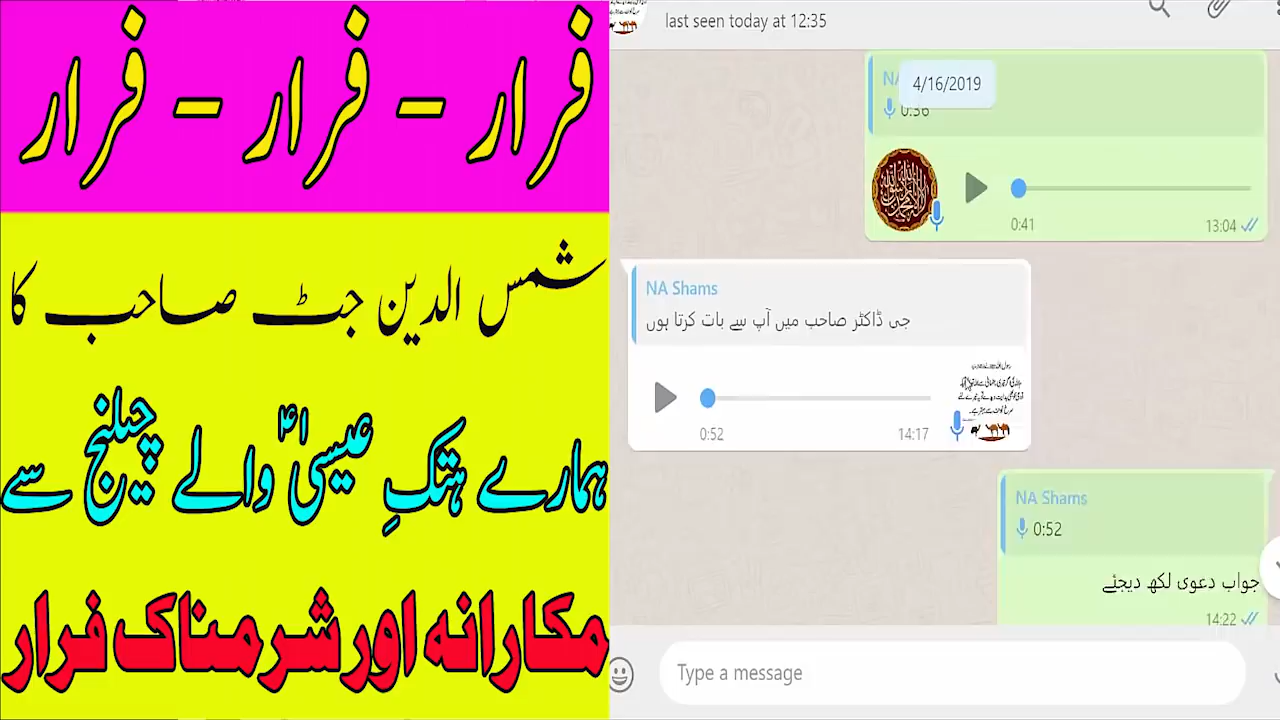 فرار - فرار - فرار
شمس الدین جٹ صاحب کا
ہمارے ہتکِ عیسیٰؑ والے چیلنج سے
مکارانہ اور شرمناک فرار
last seen today at 12:35
4/16/2019
0:36
0:41
13:04
NA Shams
جی ڈاکٹر صاحب میں آپ سے بات کرتا ہوں
0:52
14:17
NA Shams
0:52
جواب دعوی لکھ دیجئے
14:22
Type a message